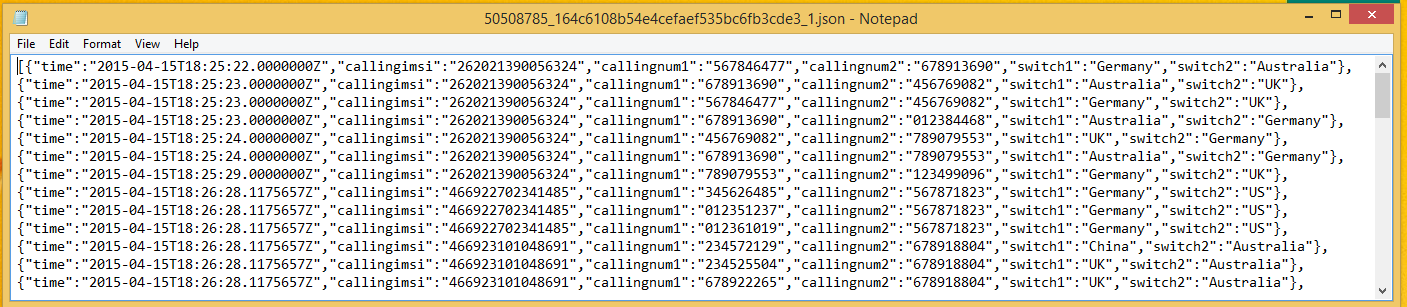 50508785_164c6108b54e4cefaef535bc6fb3cde3_1.json - Notepad
File Edit Format View Help
[{"time":"2015-04-15T18:25:22.0000000Z","callingimsi":"262021390056324","callingnum1":"567846477","callingnum2":"678913690","switch1":"Germany","switch2":"Australia"},
{"time":"2015-04-15T18:25:23.0000000Z","callingimsi":"262021390056324","callingnum1":"678913690","callingnum2":"456769082","switch1":"Australia","switch2":"UK"},
{"time":"2015-04-15T18:25:23.0000000Z","callingimsi":"262021390056324","callingnum1":"567846477","callingnum2":"456769082","switch1":"Germany","switch2":"UK"},
{"time":"2015-04-15T18:25:23.0000000Z","callingimsi":"262021390056324","callingnum1":"678913690","callingnum2":"012384468","switch1":"Australia","switch2":"Germany"},
{"time":"2015-04-15T18:25:24.0000000Z","callingimsi":"262021390056324","callingnum1":"456769082","callingnum2":"789079553","switch1":"UK","switch2":"Germany"},
{"time":"2015-04-15T18:25:24.0000000Z","callingimsi":"262021390056324","callingnum1":"678913690","callingnum2":"789079553","switch1":"Australia","switch2":"Germany"},
{"time":"2015-04-15T18:25:29.0000000Z","callingimsi":"262021390056324","callingnum1":"789079553","callingnum2":"123499096","switch1":"Germany","switch2":"UK"},
{"time":"2015-04-15T18:26:28.1175657Z","callingimsi":"466922702341485","callingnum1":"345626485","callingnum2":"567871823","switch1":"Germany","switch2":"US"},
{"time":"2015-04-15T18:26:28.1175657Z","callingimsi":"466922702341485","callingnum1":"012351237","callingnum2":"567871823","switch1":"Germany","switch2":"US"},
{"time":"2015-04-15T18:26:28.1175657Z","callingimsi":"466922702341485","callingnum1":"012361019","callingnum2":"567871823","switch1":"Germany","switch2":"US"},
{"time":"2015-04-15T18:26:28.1175657Z","callingimsi":"466923101048691","callingnum1":"234572129","callingnum2":"678918804","switch1":"China","switch2":"Australia"},
{"time":"2015-04-15T18:26:28.1175657Z","callingimsi":"466923101048691","callingnum1":"234525504","callingnum2":"678918804","switch1":"UK","switch2":"Australia"},
{"time":"2015-04-15T18:26:28.1175657Z","callingimsi":"466923101048691","callingnum1":"678922265","callingnum2":"678918804","switch1":"UK","switch2":"Australia"},